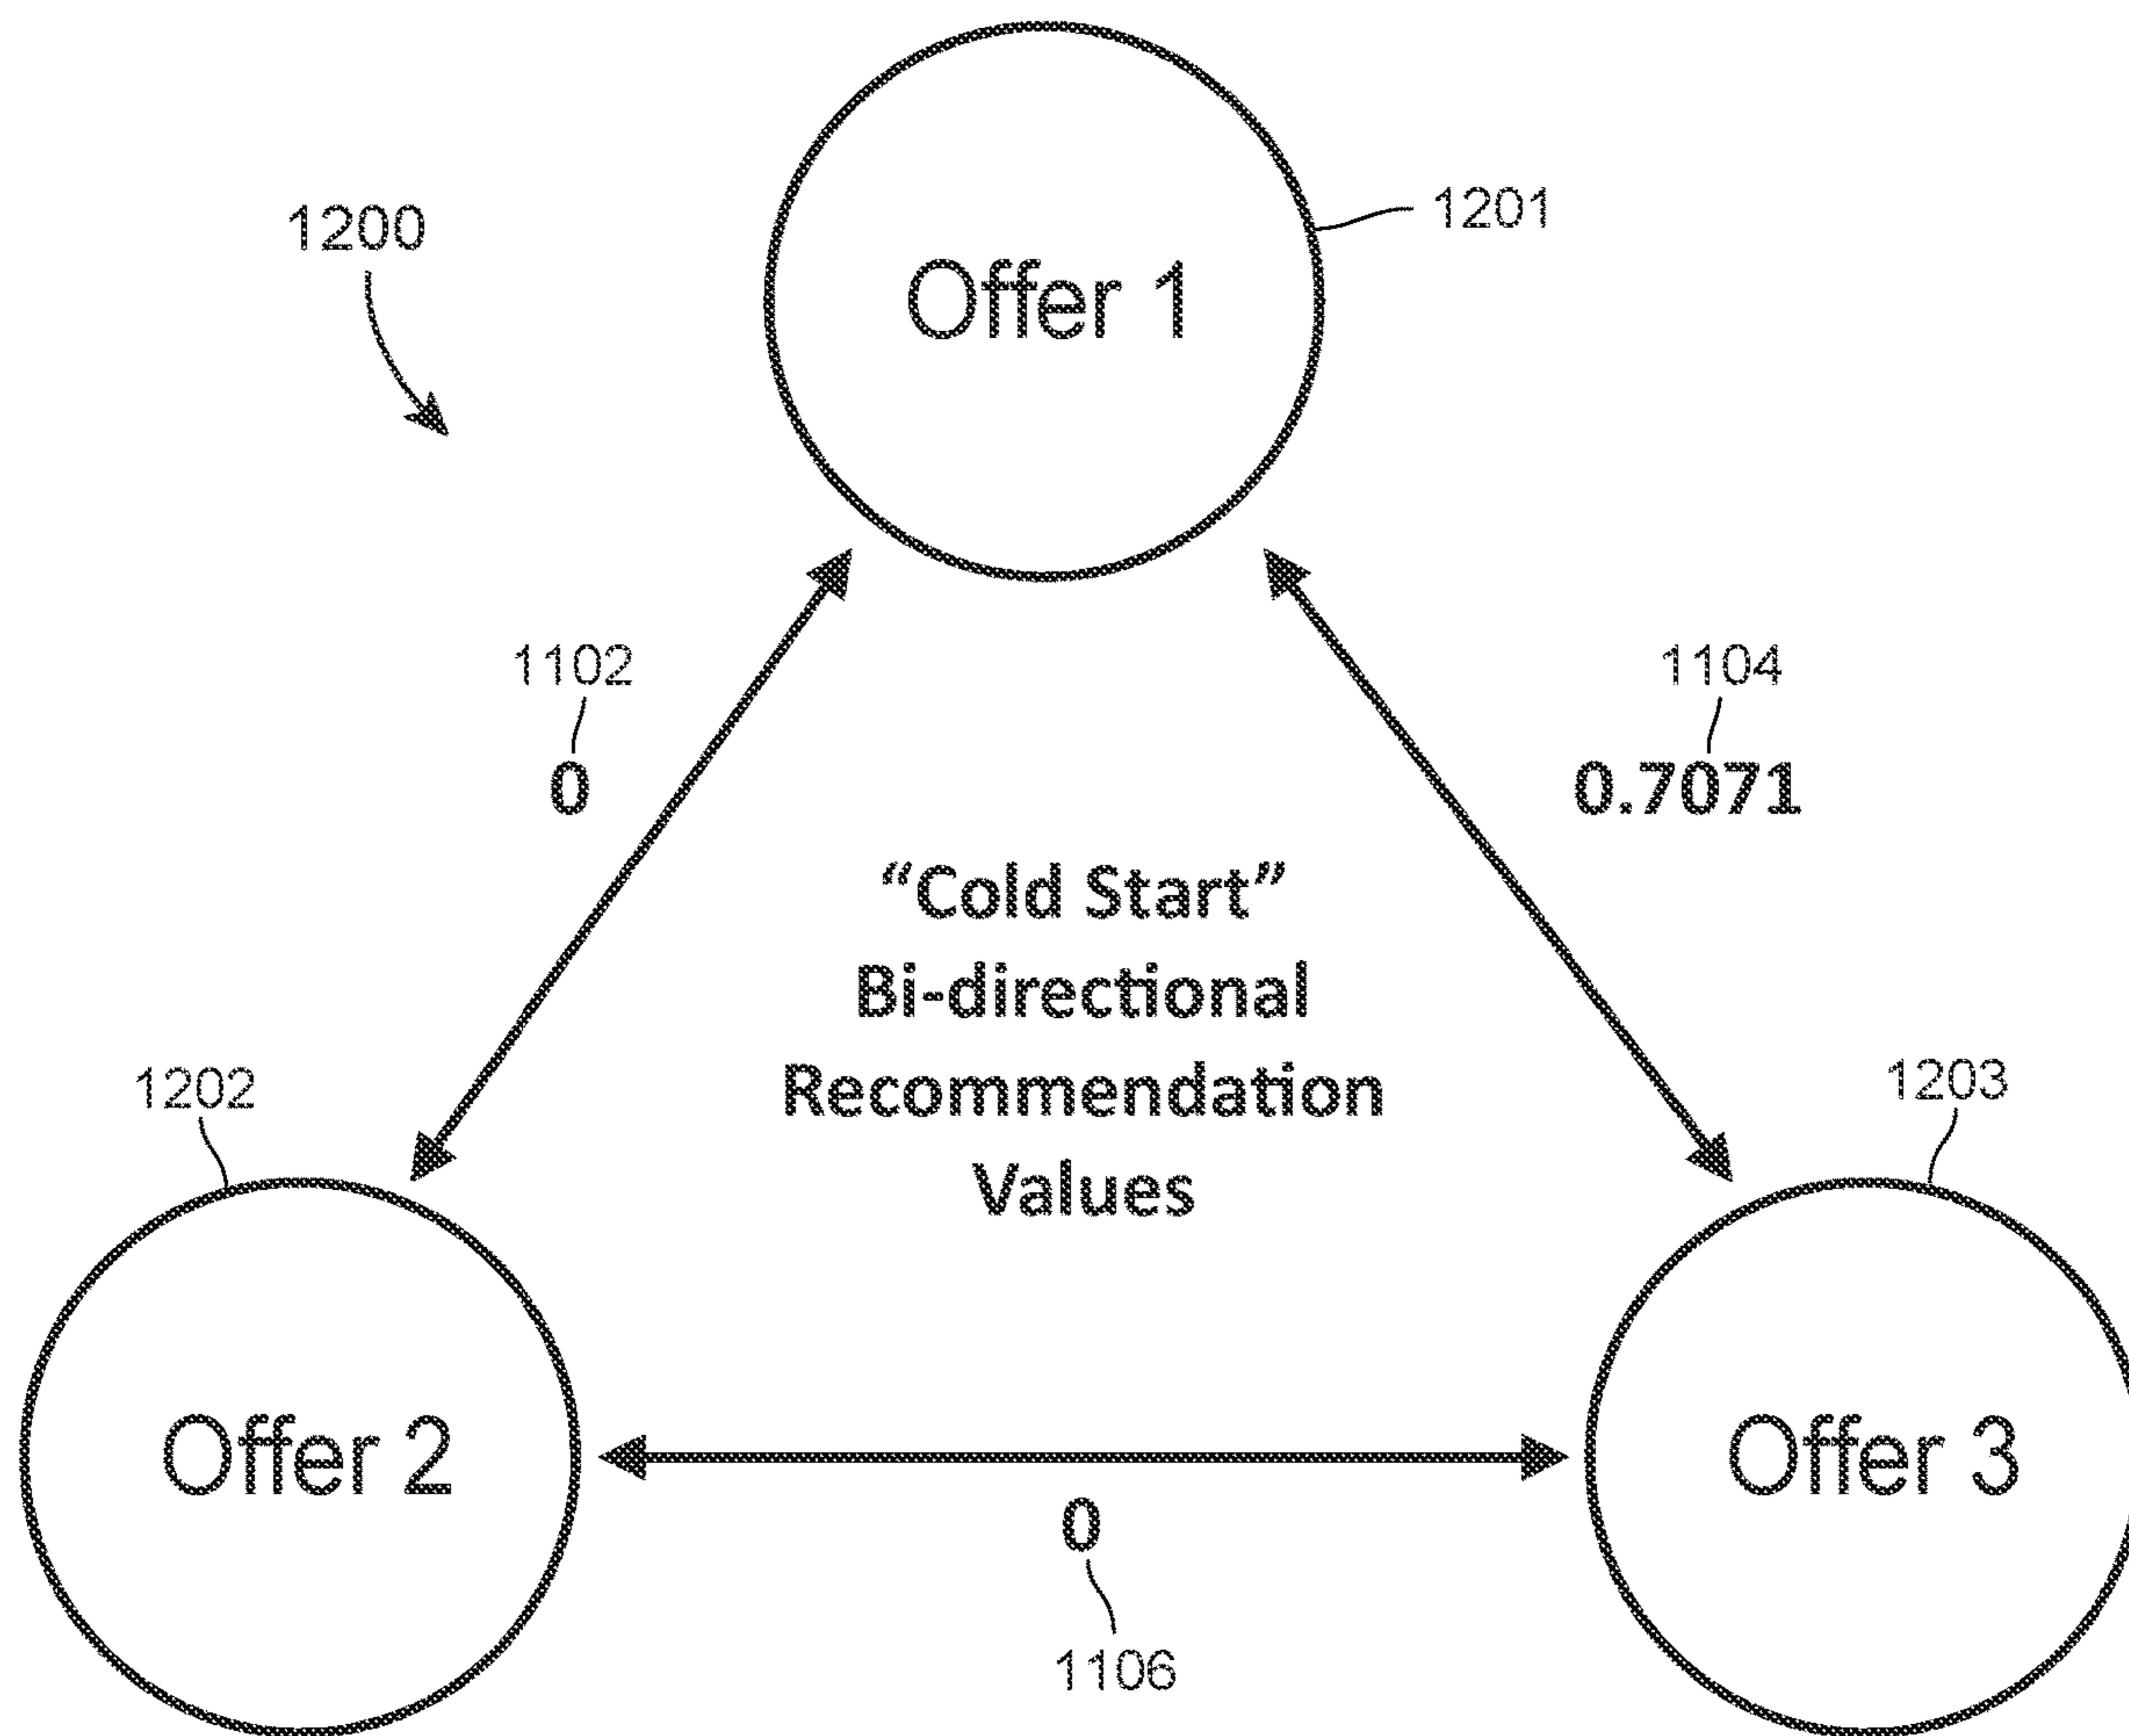 1200
Offer 1
1201
1102
0
1104
0.7071
“Cold Start”
Bi-directional
Recommendation
Values
1202
1203
Offer 2
Offer 3
0
1106